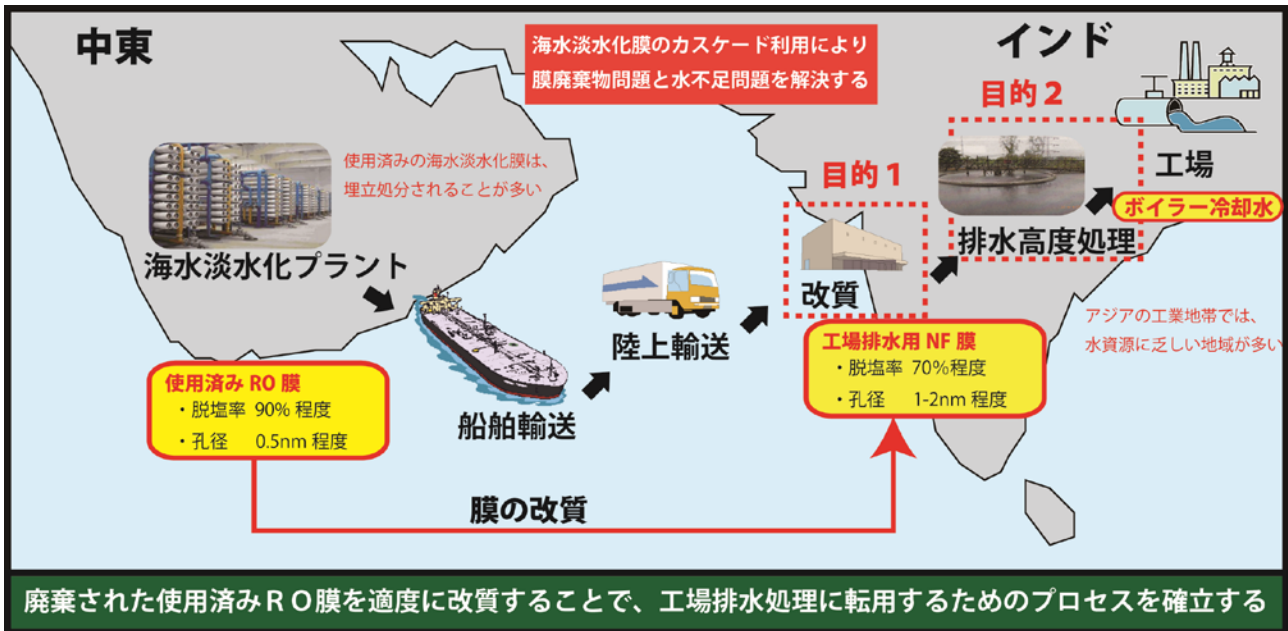 中東
海水淡水化膜のカスケード利用により
膜廃棄物問題と水不足問題を解決する
インド
目的2
工場
ボイラー冷却水
使用済みの海水淡水化膜は、
埋立処分されることが多い
海水淡水化プラント
目的1
排水高度処理
改質
陸上輸送
船舶輸送
アジアの工業地帯では、
水資源に乏しい地域が多い
使用済みRO膜
・脱塩率 90% 程度
・孔径 0.5nm 程度
工場排水用 NF 膜
・脱塩率 70%程度
・孔径 1-2nm 程度
膜の改質
廃棄された使用済みRO膜を適度に改質することで、工場排水処理に転用するためのプロセスを確立する